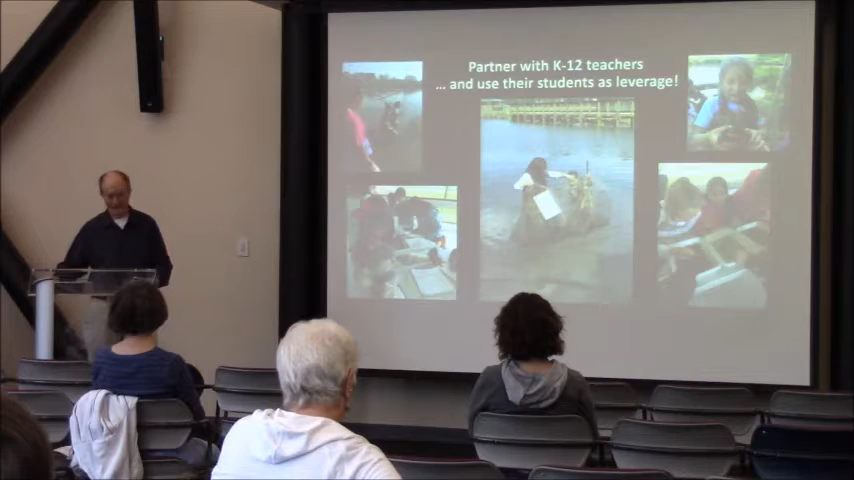 Partner with K-12 teachers
... and use their students as leverage!